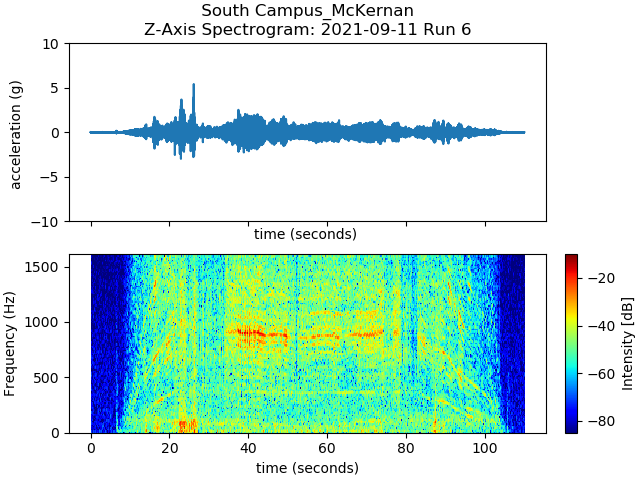 South Campus_McKernan
Z-Axis Spectrogram: 2021-09-11 Run 6
10
5
0
−5
−10
acceleration (g)
time (seconds)
1500
1000
500
0
Frequency (Hz)
0 20 40 60 80 100
time (seconds)
−20
−40
−60
−80
Intensity [dB]